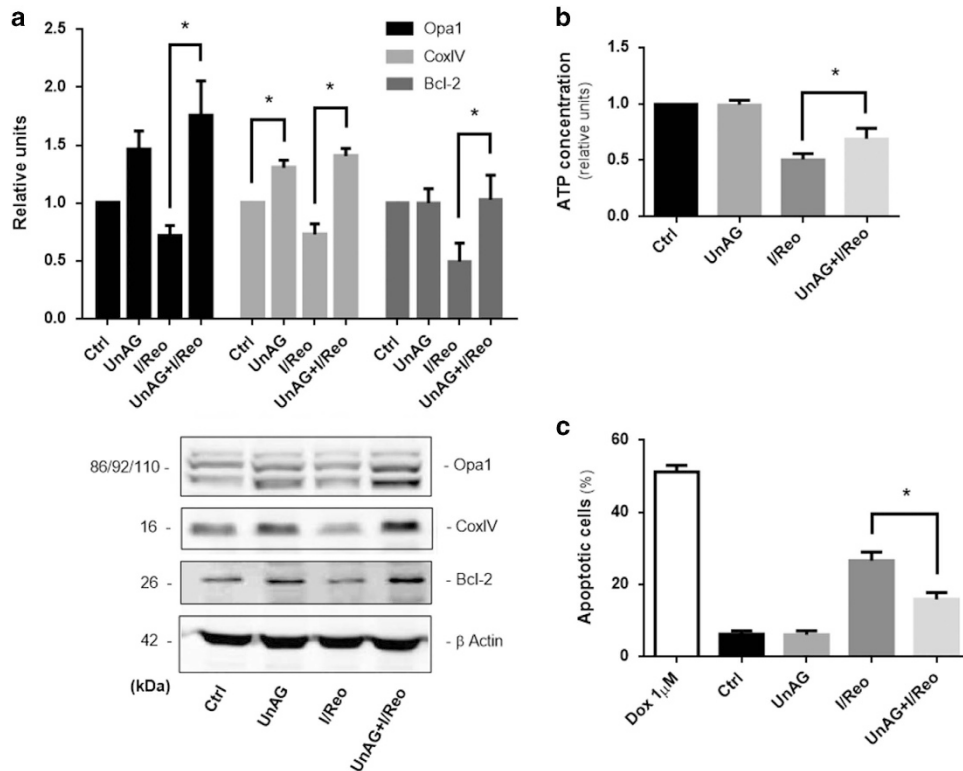 a
Relative units
2.5
2.0
1.5
1.0
0.5
0.0
*
*
*
*
Opa1
CoxIV
Bcl-2
Ctrl
UnAG
I/Reo
UnAG+I/Reo
Ctrl
UnAG
I/Reo
UnAG+I/Reo
Ctrl
UnAG
I/Reo
UnAG+I/Reo
86/92/110 -
- Opa1
16 -
- CoxIV
26 -
- Bcl-2
42 -
- β Actin
(kDa)
Ctrl
UnAG
I/Reo
UnAG+I/Reo
b
ATP concentration
(relative units)
1.5
1.0
0.5
0.0
*
Ctrl
UnAG
I/Reo
UnAG+I/Reo
c
Apoptotic cells (%)
60
40
20
0
*
Dox 1μM
Ctrl
UnAG
I/Reo
UnAG+I/Reo